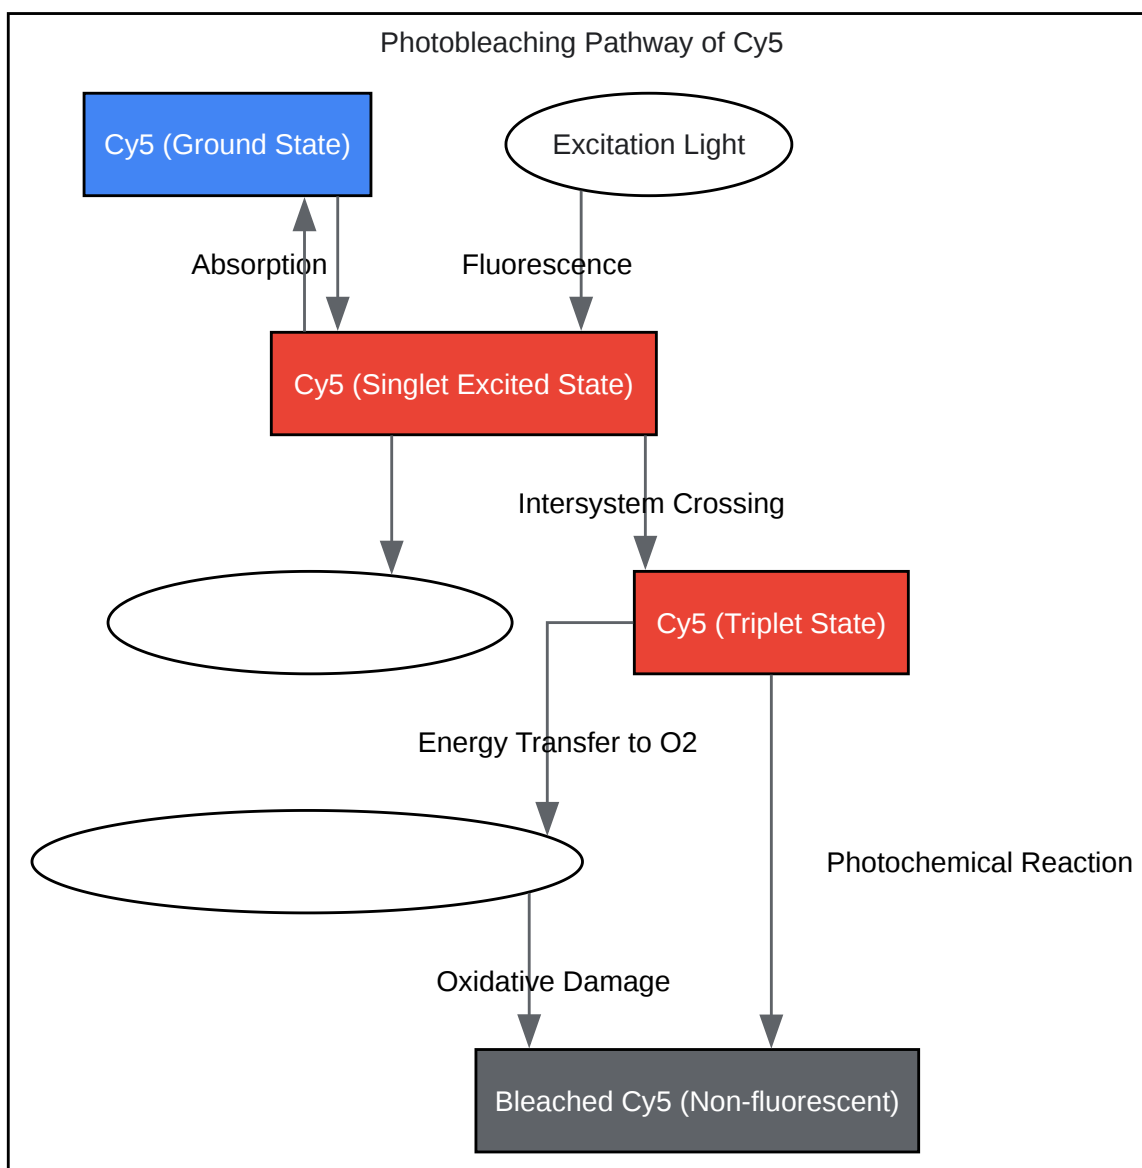 Photobleaching Pathway of Cy5
Cy5 (Ground State)
Excitation Light
Absorption
Fluorescence
Cy5 (Singlet Excited State)
Intersystem Crossing
Cy5 (Triplet State)
Energy Transfer to O2
Photochemical Reaction
Oxidative Damage
Bleached Cy5 (Non-fluorescent)